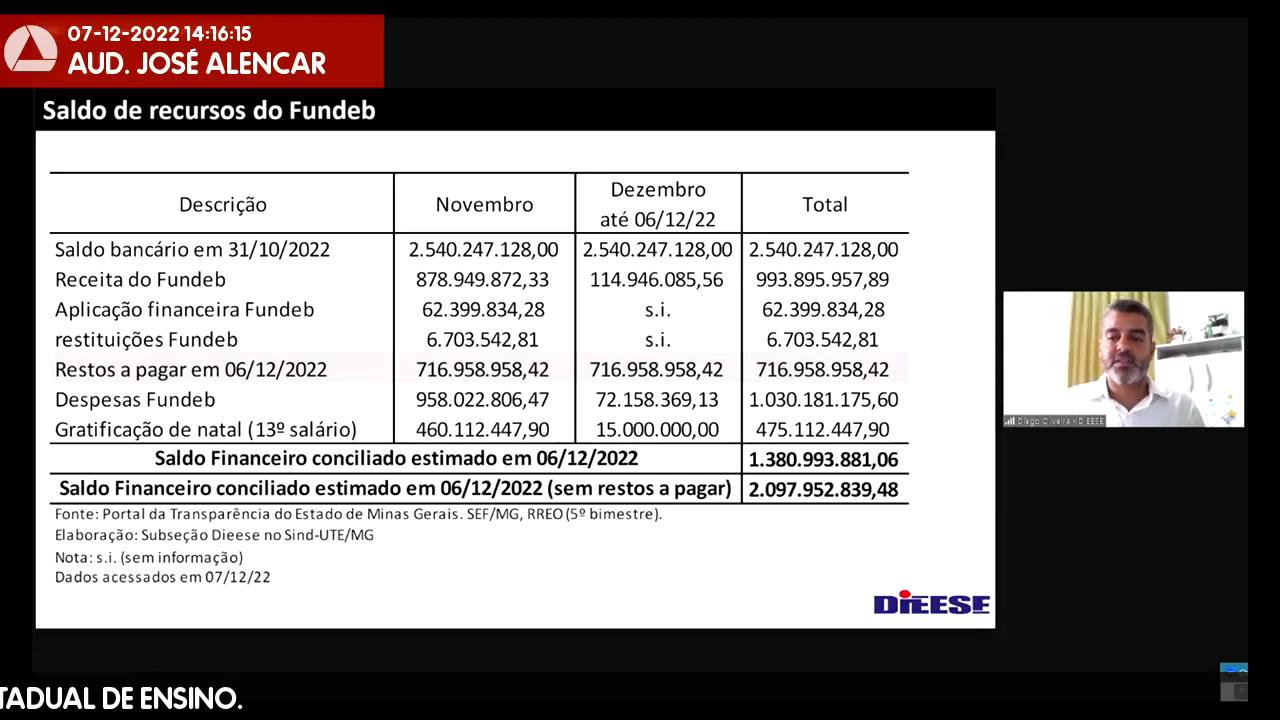 07-12-2022 14:16:15
AUD. JOSÉ ALENCAR
Saldo de recursos do Fundeb
Descrição Novembro Dezembro até 06/12/22 Total
Saldo bancário em 31/10/2022 2.540.247.128,00 2.540.247.128,00 2.540.247.128,00
Receita do Fundeb 878.949.872,33 114.946.085,56 993.895.957,89
Aplicação financeira Fundeb 62.399.834,28 s.i. 62.399.834,28
restituições Fundeb 6.703.542,81 s.i. 6.703.542,81
Restos a pagar em 06/12/2022 716.958.958,42 716.958.958,42 716.958.958,42
Despesas Fundeb 958.022.806,47 72.158.369,13 1.030.181.175,60
Gratificação de natal (13º salário) 460.112.447,90 15.000.000,00 475.112.447,90
Saldo Financeiro conciliado estimado em 06/12/2022 1.380.993.881,06
Saldo Financeiro conciliado estimado em 06/12/2022 (sem restos a pagar) 2.097.952.839,48
Fonte: Portal da Transparência do Estado de Minas Gerais. SEF/MG, RREO (5º bimestre).
Elaboração: Subseção Dieese no Sind-UTE/MG
Nota: s.i. (sem informação)
Dados acessados em 07/12/22
DIEESE
Diego Oliveira - DIEESE
TADUAL DE ENSINO.